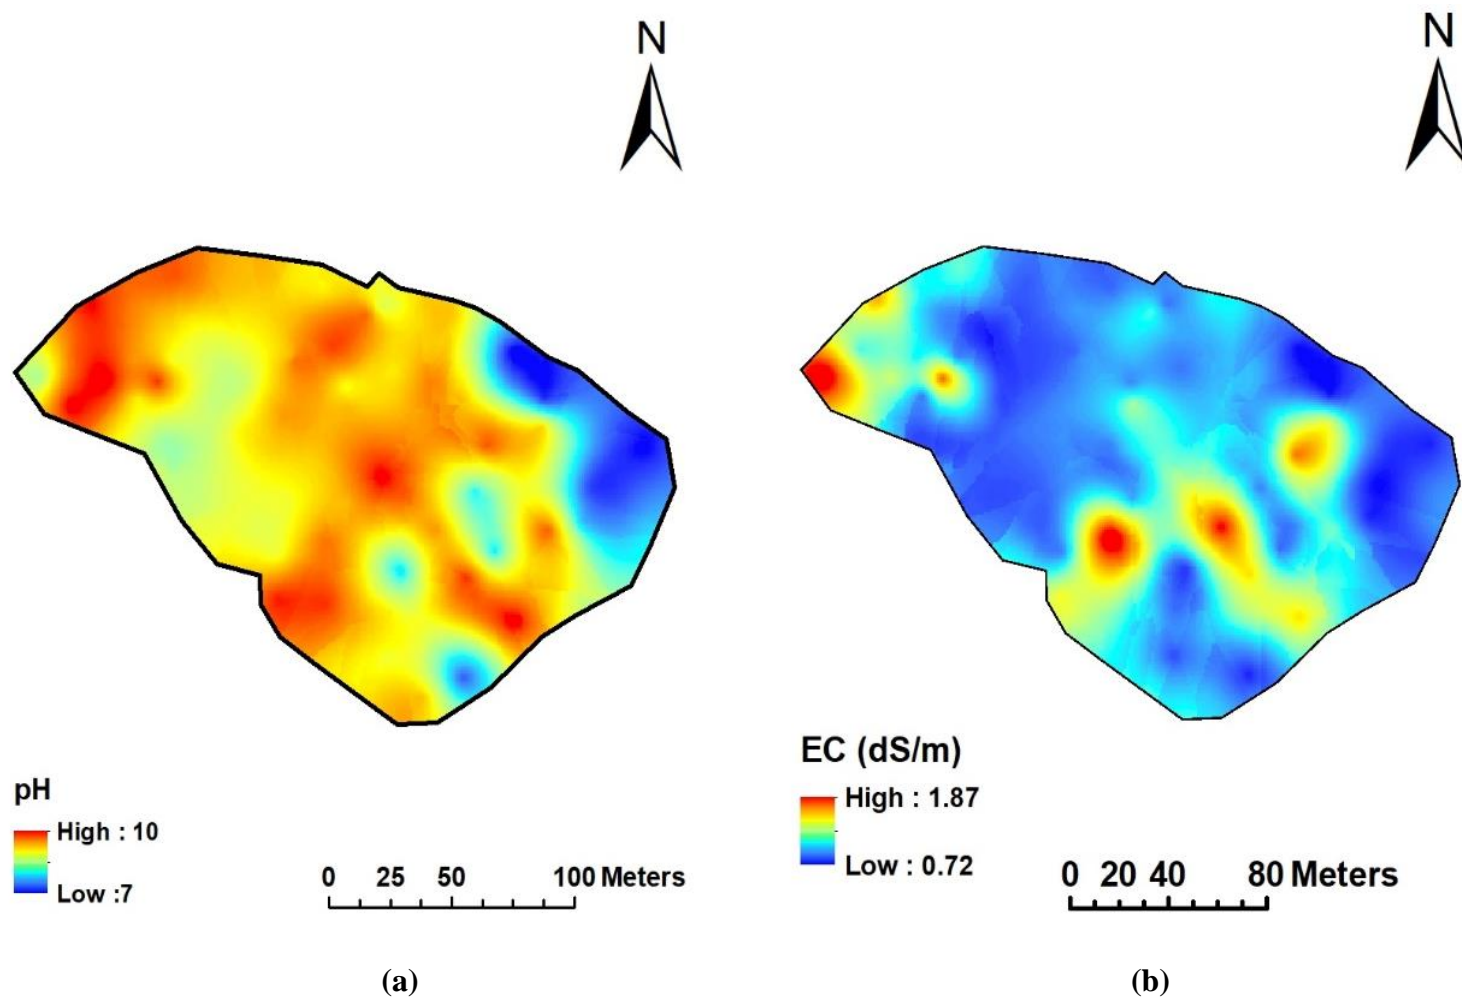 N
N
pH
High : 10
Low :7
0 25 50 100 Meters
(a)
EC (dS/m)
High : 1.87
Low : 0.72
0 20 40 80 Meters
(b)